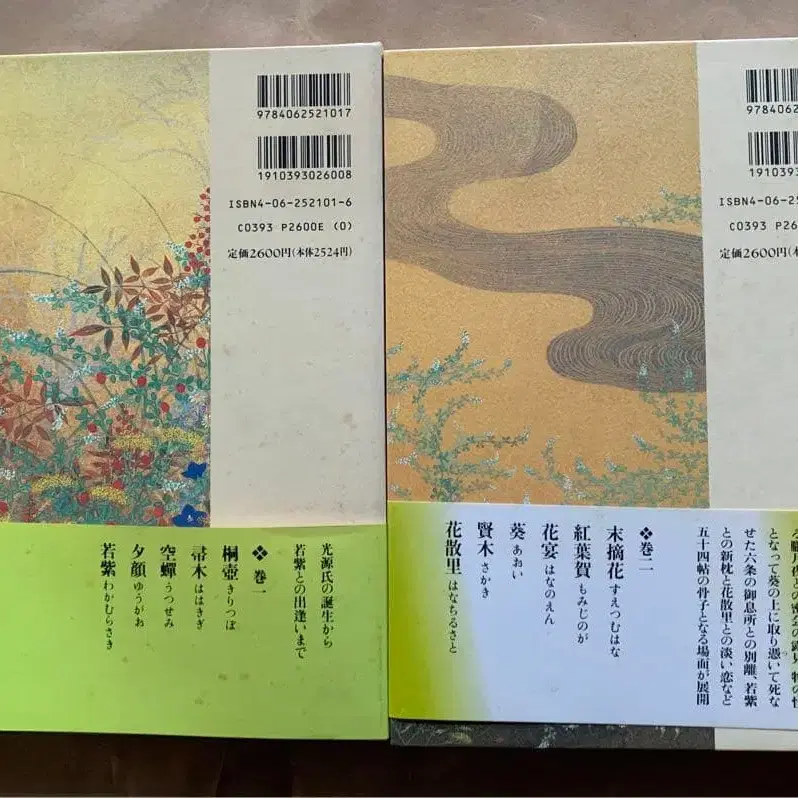 9784062521017
1910393026008
ISBN4-06-252101-6
C0393 P2600E (0)
定価2600円(本体2524円)
光源氏の誕生から
若紫との出逢いまで
❖ 巻一
桐壺 きりつぼ
帚木 ははきぎ
空蟬 うつせみ
夕顔 ゆうがお
若紫 わかむらさき
9784062
191039
ISBN4-06-25
C0393 P26
定価2600円(本
となって葵の上に取り憑いて死な
せた六条の御息所との別離、若紫
との新枕と花散里との淡い恋など
五十四帖の骨子となる場面が展開
❖ 巻二
末摘花 すえつむはな
紅葉賀 もみじのが
花宴 はなのえん
葵 あおい
賢木 さかき
花散里 はなちるさと